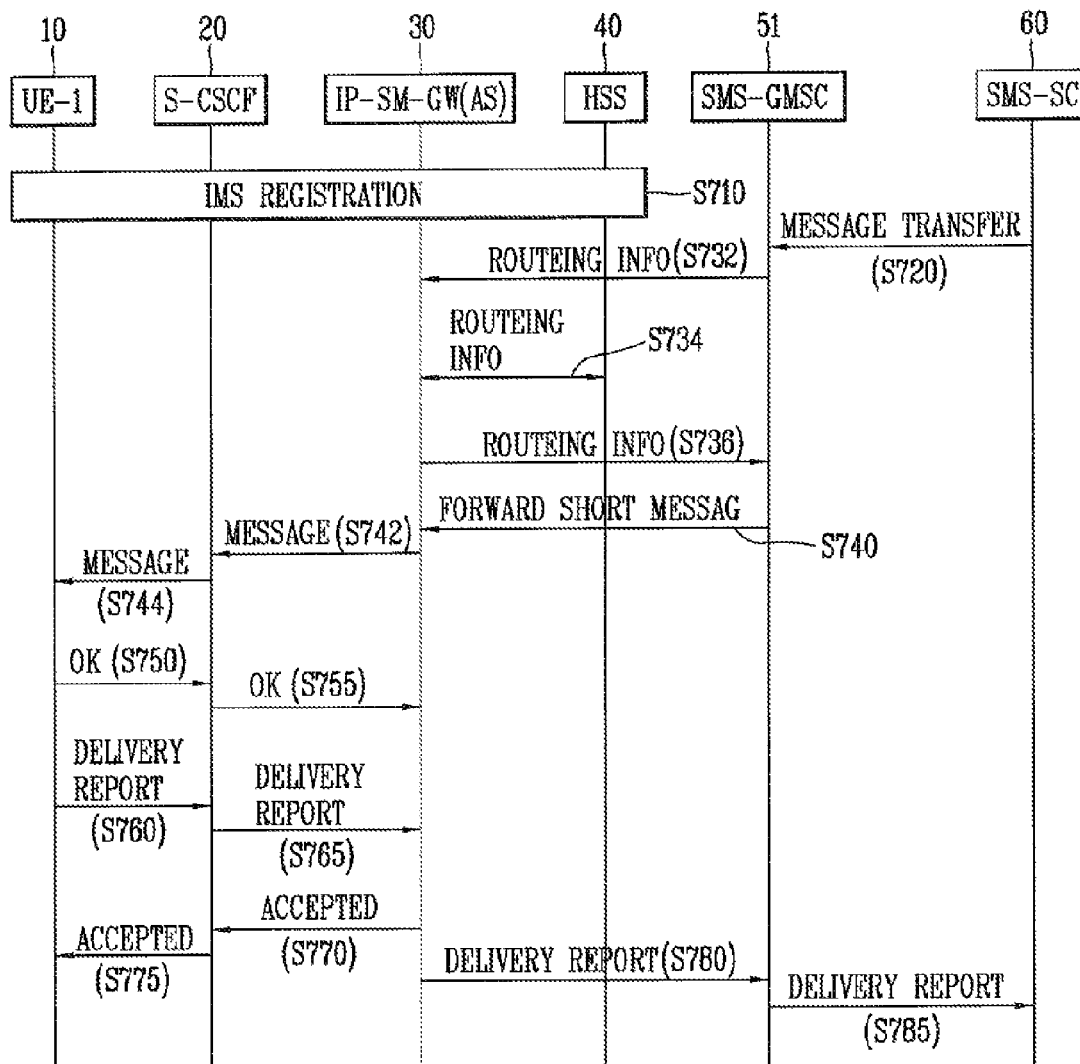 10 20 30 40 51 60
UE-1 S-CSCF IP-SM-GW(AS) HSS SMS-GMSC SMS-SC
IMS REGISTRATION S710
MESSAGE TRANSFER
(S720)
ROUTEING INFO(S732)
ROUTEING
INFO
S734
ROUTEING INFO(S736)
FORWARD SHORT MESSAG
S740
MESSAGE(S742)
MESSAGE
(S744)
OK (S750)
OK (S755)
DELIVERY
REPORT
(S760)
DELIVERY
REPORT
(S765)
ACCEPTED
(S770)
ACCEPTED
(S775)
DELIVERY REPORT(S780)
DELIVERY REPORT
(S785)